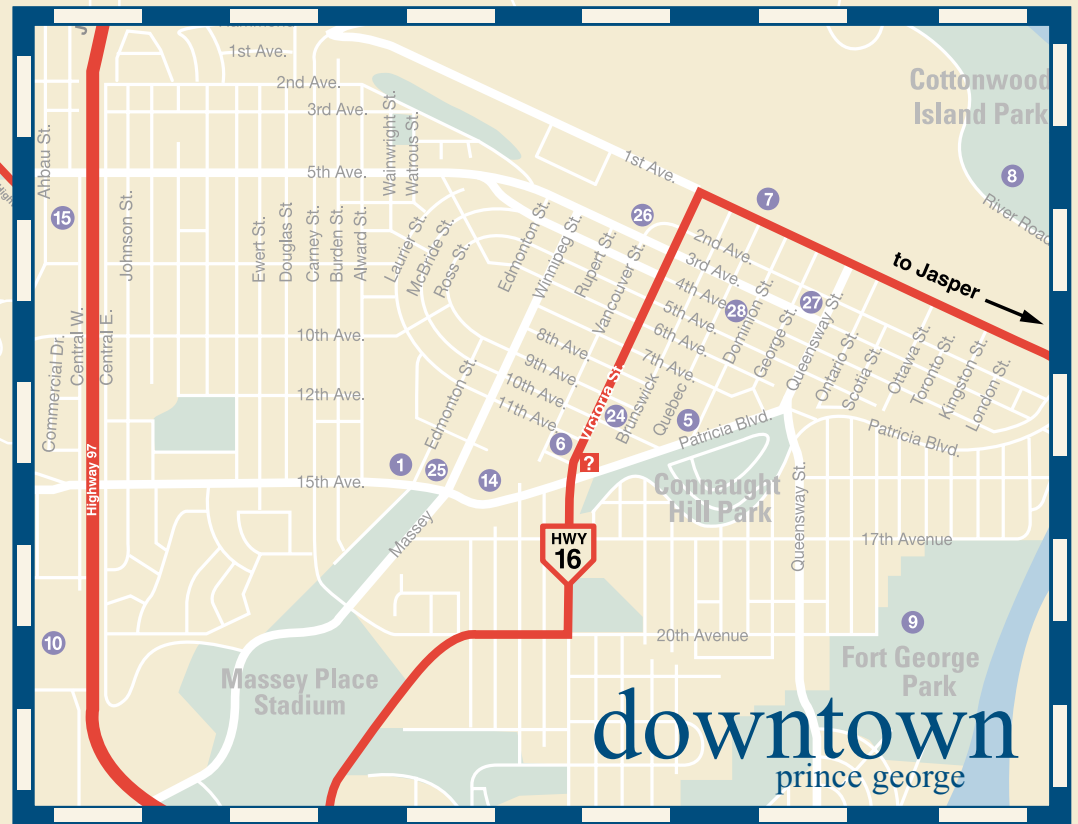 1st Ave.
2nd Ave.
3rd Ave.
5th Ave.
Wainwright St.
Watrous St.
Ahbau St.
15
Johnson St.
Ewert St.
Douglas St
Carney St.
Burden St.
Alward St.
Laurier St.
McBride St.
Ross St.
Edmonton St.
Winnipeg St.
Rupert St.
Vancouver St.
26
1st Ave.
7
Cottonwood
Island Park
8
River Road
to Jasper
2nd Ave.
3rd Ave.
4th Ave.
5th Ave.
6th Ave.
7th Ave.
28
27
Dominion St.
George St.
Queensway St.
Ontario St.
Scotia St.
Ottawa St.
Toronto St.
Kingston St.
London St.
Commercial Dr.
Central W.
Central E.
Highway 97
10th Ave.
12th Ave.
15th Ave.
Edmonton St.
8th Ave.
9th Ave.
10th Ave.
11th Ave.
Victoria St.
24
Brunswick
Quebec
5
6
?
Patricia Blvd.
Patricia Blvd.
1
25
14
Massey
Connaught
Hill Park
Queensway St.
17th Avenue
HWY
16
20th Avenue
10
9
Fort George
Park
Massey Place
Stadium
downtown
prince george